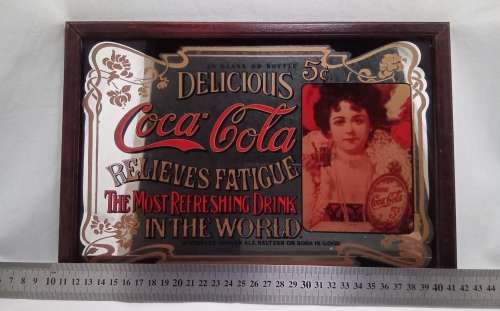 IN GLASS OR BOTTLE
DELICIOUS 5¢
Coca-Cola
RELIEVES FATIGUE
THE MOST REFRESHING DRINK
IN THE WORLD
Coca-Cola
5¢
7 8 9 10 11 12 13 14 15 16 17 18 19 20 21 22 23 24 25 26 27 28 29 30 31 32 33 34 35 36 37 38 39 40 41 42 43 44